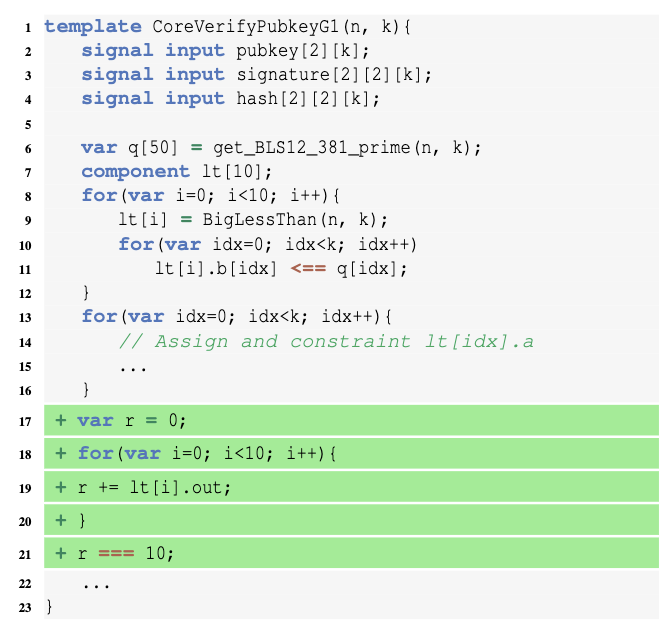 1 template CoreVerifyPubkeyG1(n, k){
2 signal input pubkey[2][k];
3 signal input signature[2][2][k];
4 signal input hash[2][2][k];
5
6 var q[50] = get_BLS12_381_prime(n, k);
7 component lt[10];
8 for(var i=0; i<10; i++){
9 lt[i] = BigLessThan(n, k);
10 for(var idx=0; idx<k; idx++)
11 lt[i].b[idx] <== q[idx];
12 }
13 for(var idx=0; idx<k; idx++){
14 // Assign and constraint lt[idx].a
15 ...
16 }
17 + var r = 0;
18 + for(var i=0; i<10; i++){
19 + r += lt[i].out;
20 + }
21 + r === 10;
22 ...
23 }